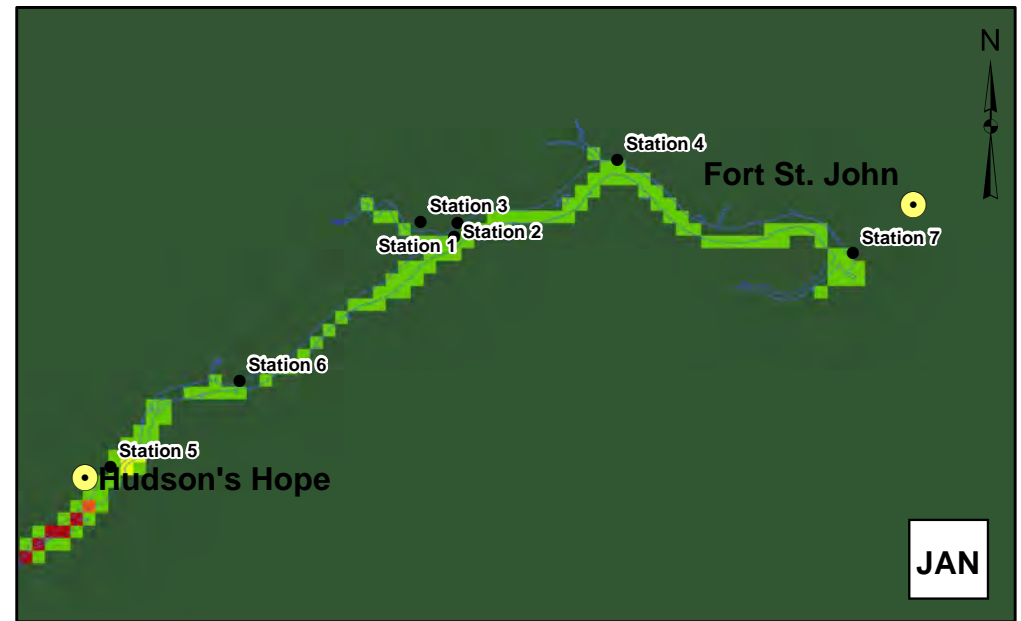 N
Station 4
Fort St. John
Station 3
Station 2
Station 1
Station 7
Station 6
Station 5
Hudson's Hope
JAN